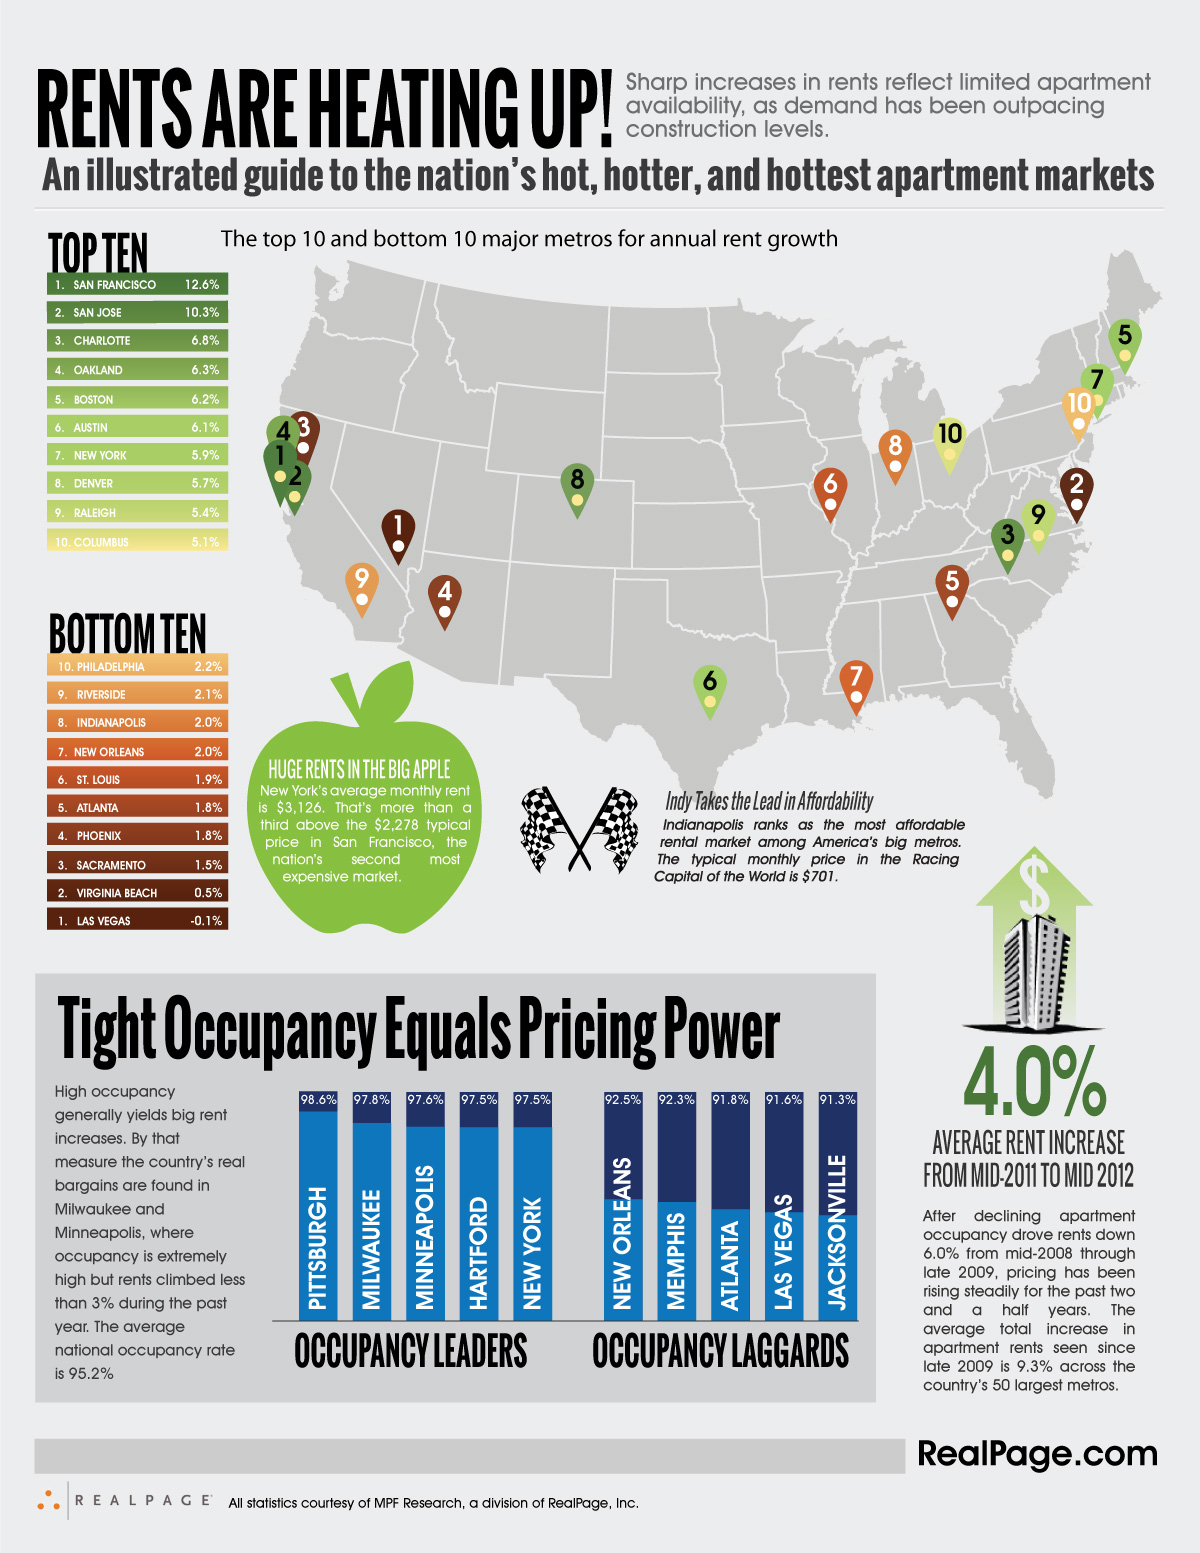 RENTS ARE HEATING UP!
Sharp increases in rents reflect limited apartment
availability, as demand has been outpacing
construction levels.
An illustrated guide to the nation's hot, hotter, and hottest apartment markets
TOP TEN
The top 10 and bottom 10 major metros for annual rent growth
1. SAN FRANCISCO 12.6%
2. SAN JOSE 10.3%
3. CHARLOTTE 6.8%
4. OAKLAND 6.3%
5. BOSTON 6.2%
6. AUSTIN 6.1%
7. NEW YORK 5.9%
8. DENVER 5.7%
9. RALEIGH 5.4%
10. COLUMBUS 5.1%
BOTTOM TEN
10. PHILADELPHIA 2.2%
9. RIVERSIDE 2.1%
8. INDIANAPOLIS 2.0%
7. NEW ORLEANS 2.0%
6. ST. LOUIS 1.9%
5. ATLANTA 1.8%
4. PHOENIX 1.8%
3. SACRAMENTO 1.5%
2. VIRGINIA BEACH 0.5%
1. LAS VEGAS -0.1%
5
7
10
4
3
1
2
8
10
8
6
2
9
3
1
9
4
5
6
7
HUGE RENTS IN THE BIG APPLE
New York's average monthly rent
is $3,126. That's more than a
third above the $2,278 typical
price in San Francisco, the
nation's second most
expensive market.
Indy Takes the Lead in Affordability
Indianapolis ranks as the most affordable
rental market among America's big metros.
The typical monthly price in the Racing
Capital of the World is $701.
$
4.0%
AVERAGE RENT INCREASE
FROM MID-2011 TO MID 2012
After declining apartment
occupancy drove rents down
6.0% from mid-2008 through
late 2009, pricing has been
rising steadily for the past two
and a half years. The
average total increase in
apartment rents seen since
late 2009 is 9.3% across the
country's 50 largest metros.
Tight Occupancy Equals Pricing Power
High occupancy
generally yields big rent
increases. By that
measure the country's real
bargains are found in
Milwaukee and
Minneapolis, where
occupancy is extremely
high but rents climbed less
than 3% during the past
year. The average
national occupancy rate
is 95.2%
98.6% 97.8% 97.6% 97.5% 97.5%
PITTSBURGH
MILWAUKEE
MINNEAPOLIS
HARTFORD
NEW YORK
OCCUPANCY LEADERS
92.5% 92.3% 91.8% 91.6% 91.3%
NEW ORLEANS
MEMPHIS
ATLANTA
LAS VEGAS
JACKSONVILLE
OCCUPANCY LAGGARDS
RealPage.com
REALPAGE
All statistics courtesy of MPF Research, a division of RealPage, Inc.